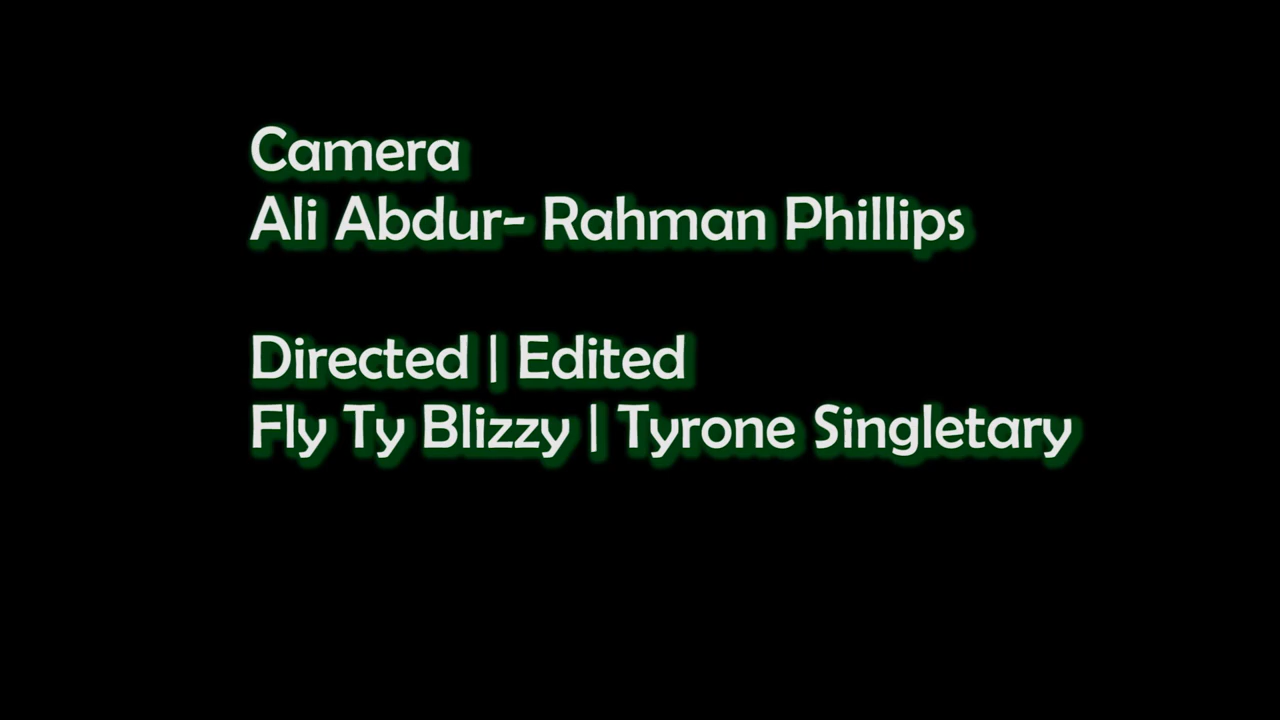 Camera
Ali Abdur- Rahman Phillips
Directed | Edited
Fly Ty Blizzy | Tyrone Singletary